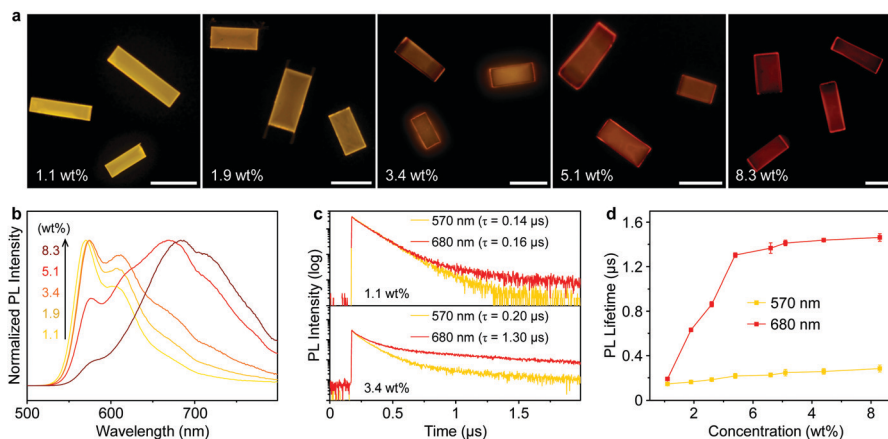 a
1.1 wt%
1.9 wt%
3.4 wt%
5.1 wt%
8.3 wt%
b
(wt%)
8.3
5.1
3.4
1.9
1.1
Normalized PL Intensity
500
600
700
Wavelength (nm)
c
570 nm (τ = 0.14 μs)
680 nm (τ = 0.16 μs)
1.1 wt%
570 nm (τ = 0.20 μs)
680 nm (τ = 1.30 μs)
3.4 wt%
PL Intensity (log)
0
0.5
1
1.5
Time (μs)
d
1.6
1.2
0.8
0.4
0
PL Lifetime (μs)
570 nm
680 nm
2
4
6
2
4
8
Concentration (wt%)